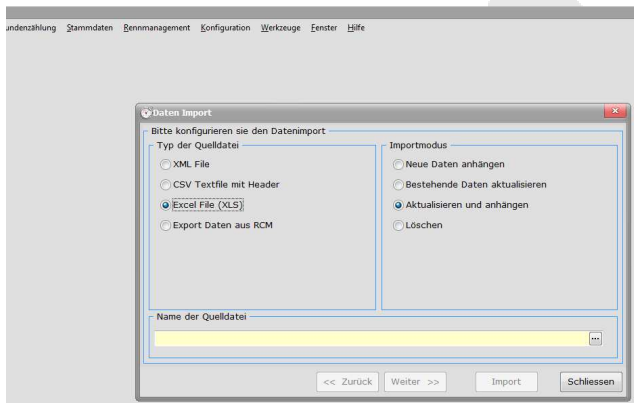 undenzählung Stammdaten Rennmanagement Konfiguration Werkzeuge Fenster Hilfe
Daten Import
Bitte konfigurieren sie den Datenimport
Typ der Quelldatei
XML File
CSV Textfile mit Header
Excel File (XLS)
Export Daten aus RCM
Importmodus
Neue Daten anhängen
Bestehende Daten aktualisieren
Aktualisieren und anhängen
Löschen
Name der Quelldatei
...
<< Zurück Weiter >> Import Schliessen